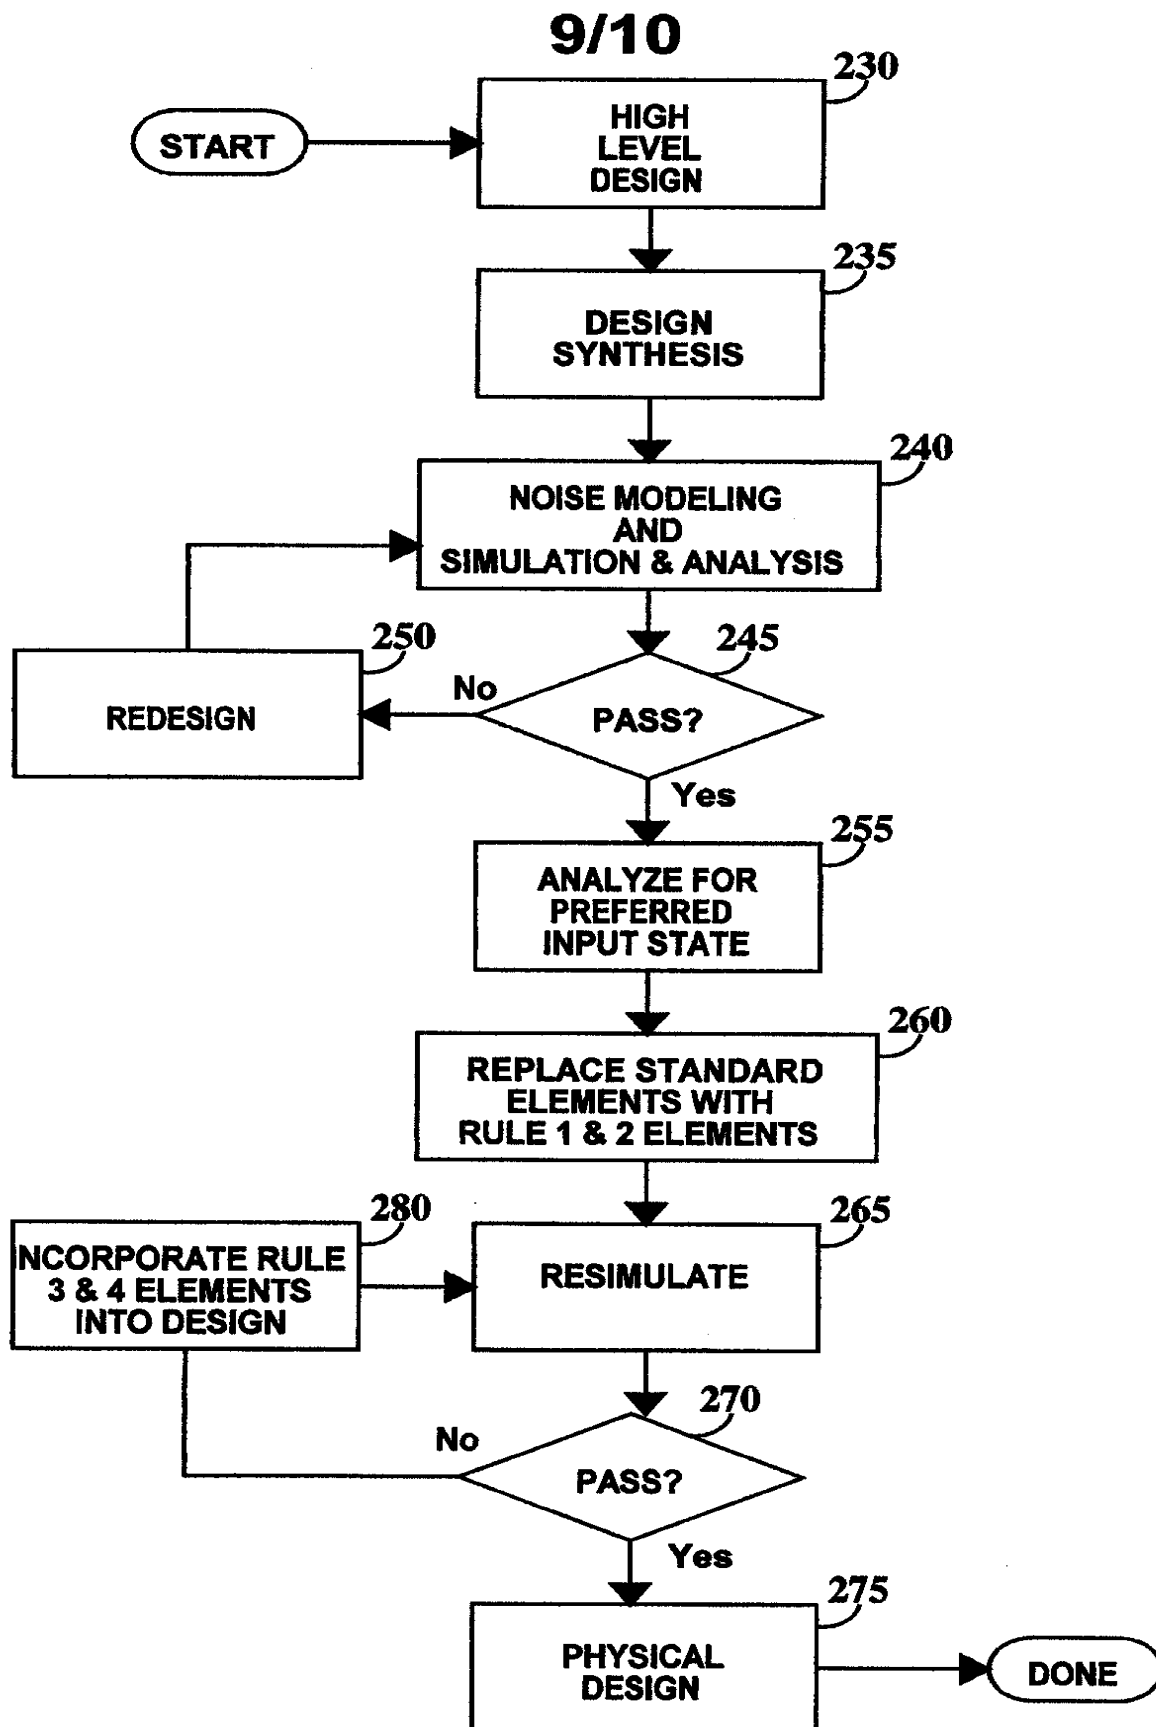 9/10
230
START
HIGH
LEVEL
DESIGN
235
DESIGN
SYNTHESIS
240
NOISE MODELING
AND
SIMULATION & ANALYSIS
250
245
No
REDESIGN
PASS?
Yes
255
ANALYZE FOR
PREFERRED
INPUT STATE
260
REPLACE STANDARD
ELEMENTS WITH
RULE 1 & 2 ELEMENTS
280
265
INCORPORATE RULE
3 & 4 ELEMENTS
INTO DESIGN
RESIMULATE
270
No
PASS?
Yes
275
PHYSICAL
DESIGN
DONE